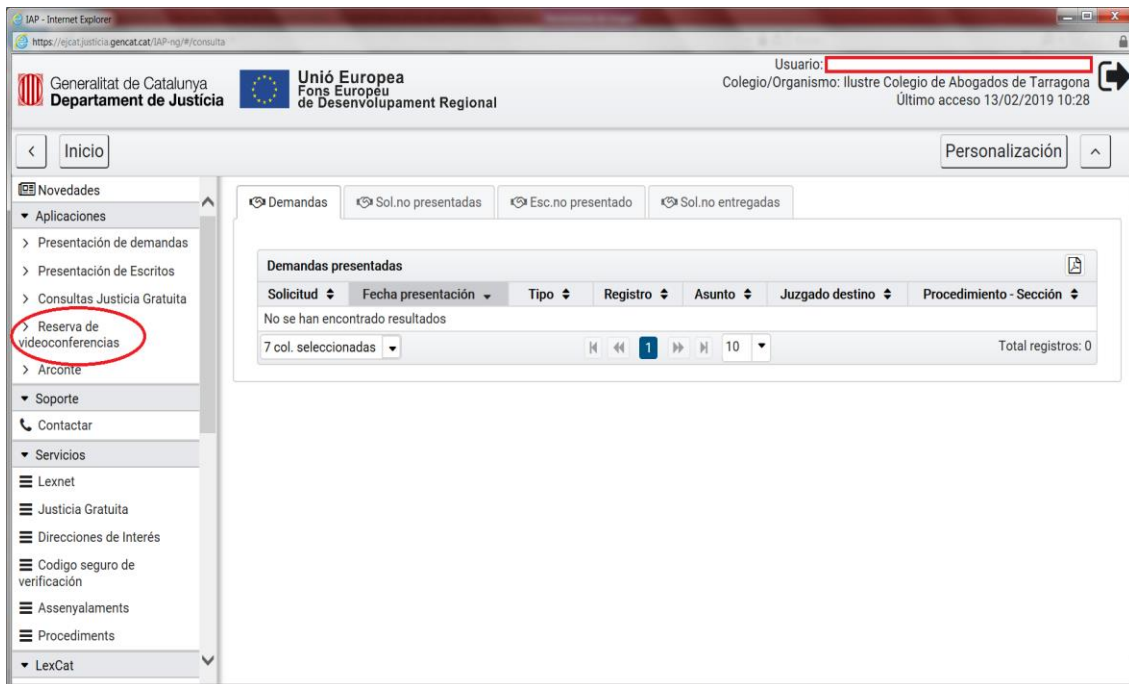 IAP - Internet Explorer
https://ejcat.justicia.gencat.cat/IAP-ng/#/consulta
Generalitat de Catalunya
Departament de Justícia
Unió Europea
Fons Europeu
de Desenvolupament Regional
Usuario:
Colegio/Organismo: Ilustre Colegio de Abogados de Tarragona
Último acceso 13/02/2019 10:28
Inicio
Personalización
Novedades
Aplicaciones
Presentación de demandas
Presentación de Escritos
Consultas Justicia Gratuita
Reserva de
videoconferencias
Arconte
Soporte
Contactar
Servicios
Lexnet
Justicia Gratuita
Direcciones de Interés
Codigo seguro de
verificación
Assenyalaments
Procediments
LexCat
Demandas Sol.no presentadas Esc.no presentado Sol.no entregadas
Demandas presentadas
Solicitud Fecha presentación Tipo Registro Asunto Juzgado destino Procedimiento - Sección
No se han encontrado resultados
7 col. seleccionadas 1 10 Total registros: 0